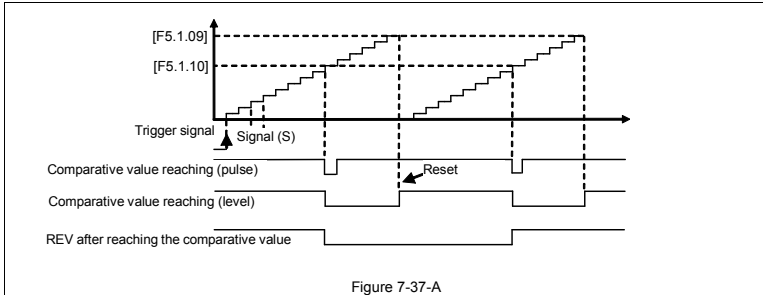 [F5.1.09]
[F5.1.10]
Trigger signal
Signal (S)
Comparative value reaching (pulse)
Reset
Comparative value reaching (level)
REV after reaching the comparative value
Figure 7-37-A